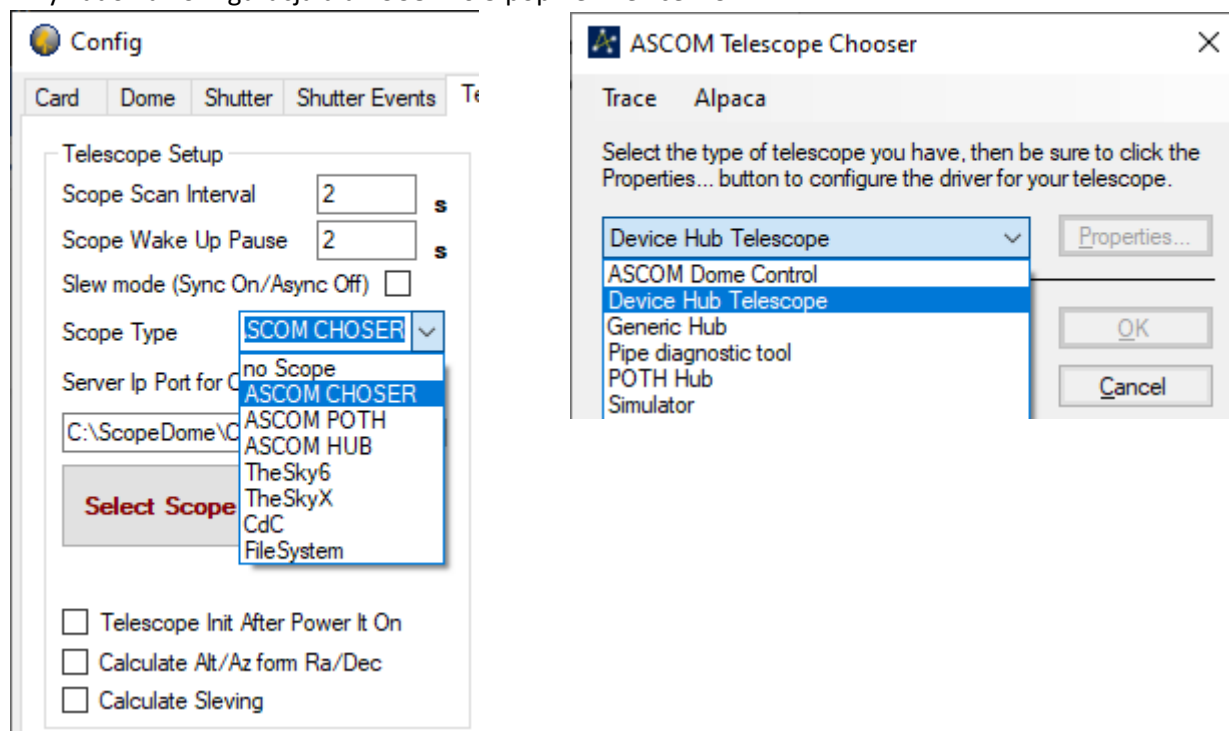 Config
Card Dome Shutter Shutter Events
Telescope Setup
Scope Scan Interval 2 s
Scope Wake Up Pause 2 s
Slew mode (Sync On/Async Off)
Scope Type SCOM CHOSER
no Scope
ASCOM CHOSER
ASCOM POTH
ASCOM HUB
TheSky6
TheSkyX
CdC
FileSystem
Server Ip Port for
C:\ScopeDome\
Select Scope
Telescope Init After Power It On
Calculate Alt/Az form Ra/Dec
Calculate Sleving
ASCOM Telescope Chooser
Trace Alpaca
Select the type of telescope you have, then be sure to click the
Properties... button to configure the driver for your telescope.
Device Hub Telescope Properties...
ASCOM Dome Control
Device Hub Telescope
Generic Hub
Pipe diagnostic tool
POTH Hub
Simulator
OK
Cancel